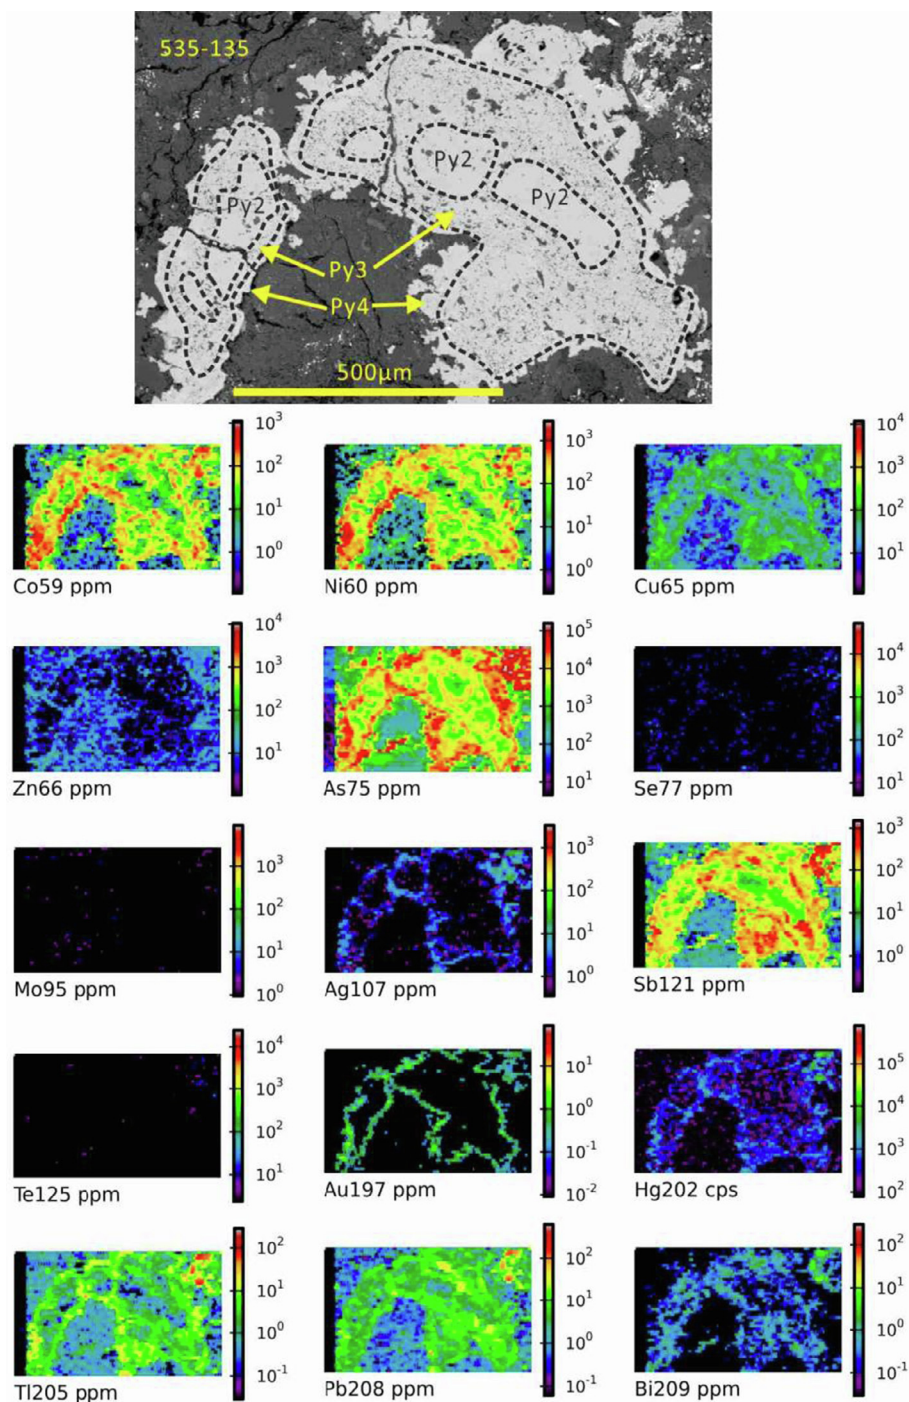 535-135
Py2
Py2
Py2
Py3
Py4
500µm
10³
10²
10¹
10⁰
Co59 ppm
10³
10²
10¹
10⁰
Ni60 ppm
10⁴
10³
10²
10¹
Cu65 ppm
10⁴
10³
10²
10¹
Zn66 ppm
10⁵
10⁴
10³
10²
10¹
As75 ppm
10⁴
10³
10²
10¹
Se77 ppm
10³
10²
10¹
10⁰
Mo95 ppm
10³
10²
10¹
10⁰
Ag107 ppm
10³
10²
10¹
10⁰
Sb121 ppm
10⁴
10³
10²
10¹
Te125 ppm
10¹
10⁰
10⁻¹
10⁻²
Au197 ppm
10⁵
10⁴
10³
10²
Hg202 cps
10²
10¹
10⁰
10⁻¹
Tl205 ppm
10²
10¹
10⁰
10⁻¹
Pb208 ppm
10²
10¹
10⁰
10⁻¹
Bi209 ppm